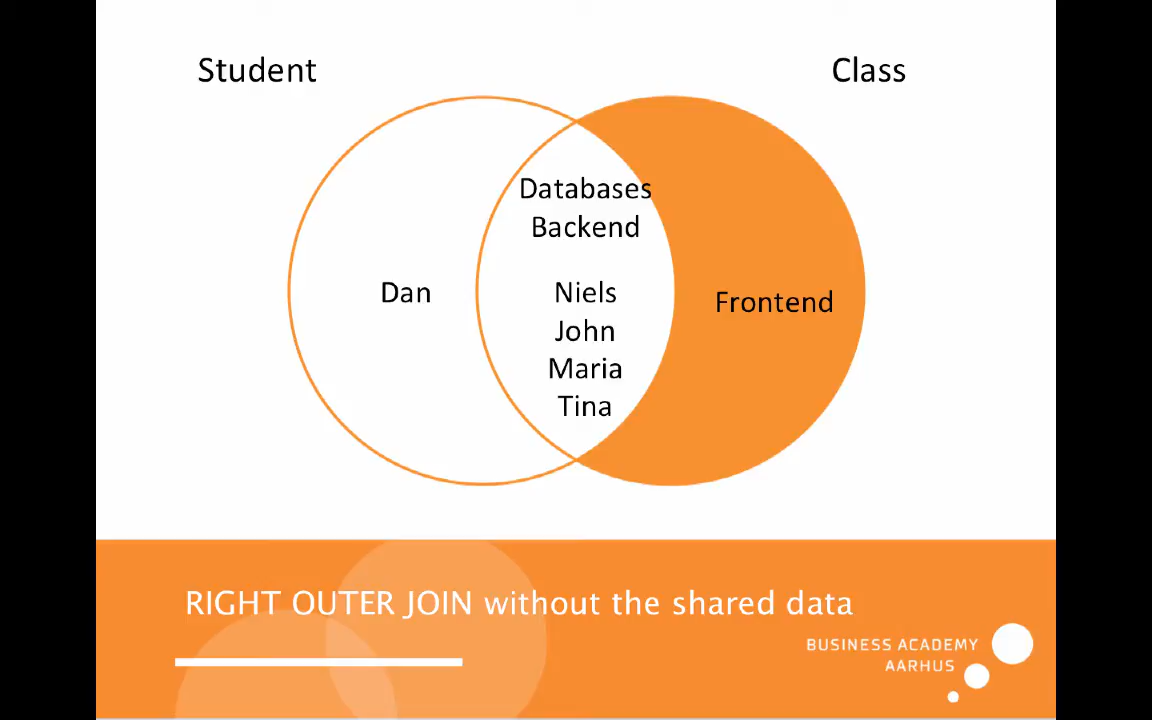 Student
Class
Databases
Backend
Dan
Niels
John
Maria
Tina
Frontend
RIGHT OUTER JOIN without the shared data
BUSINESS ACADEMY
AARHUS